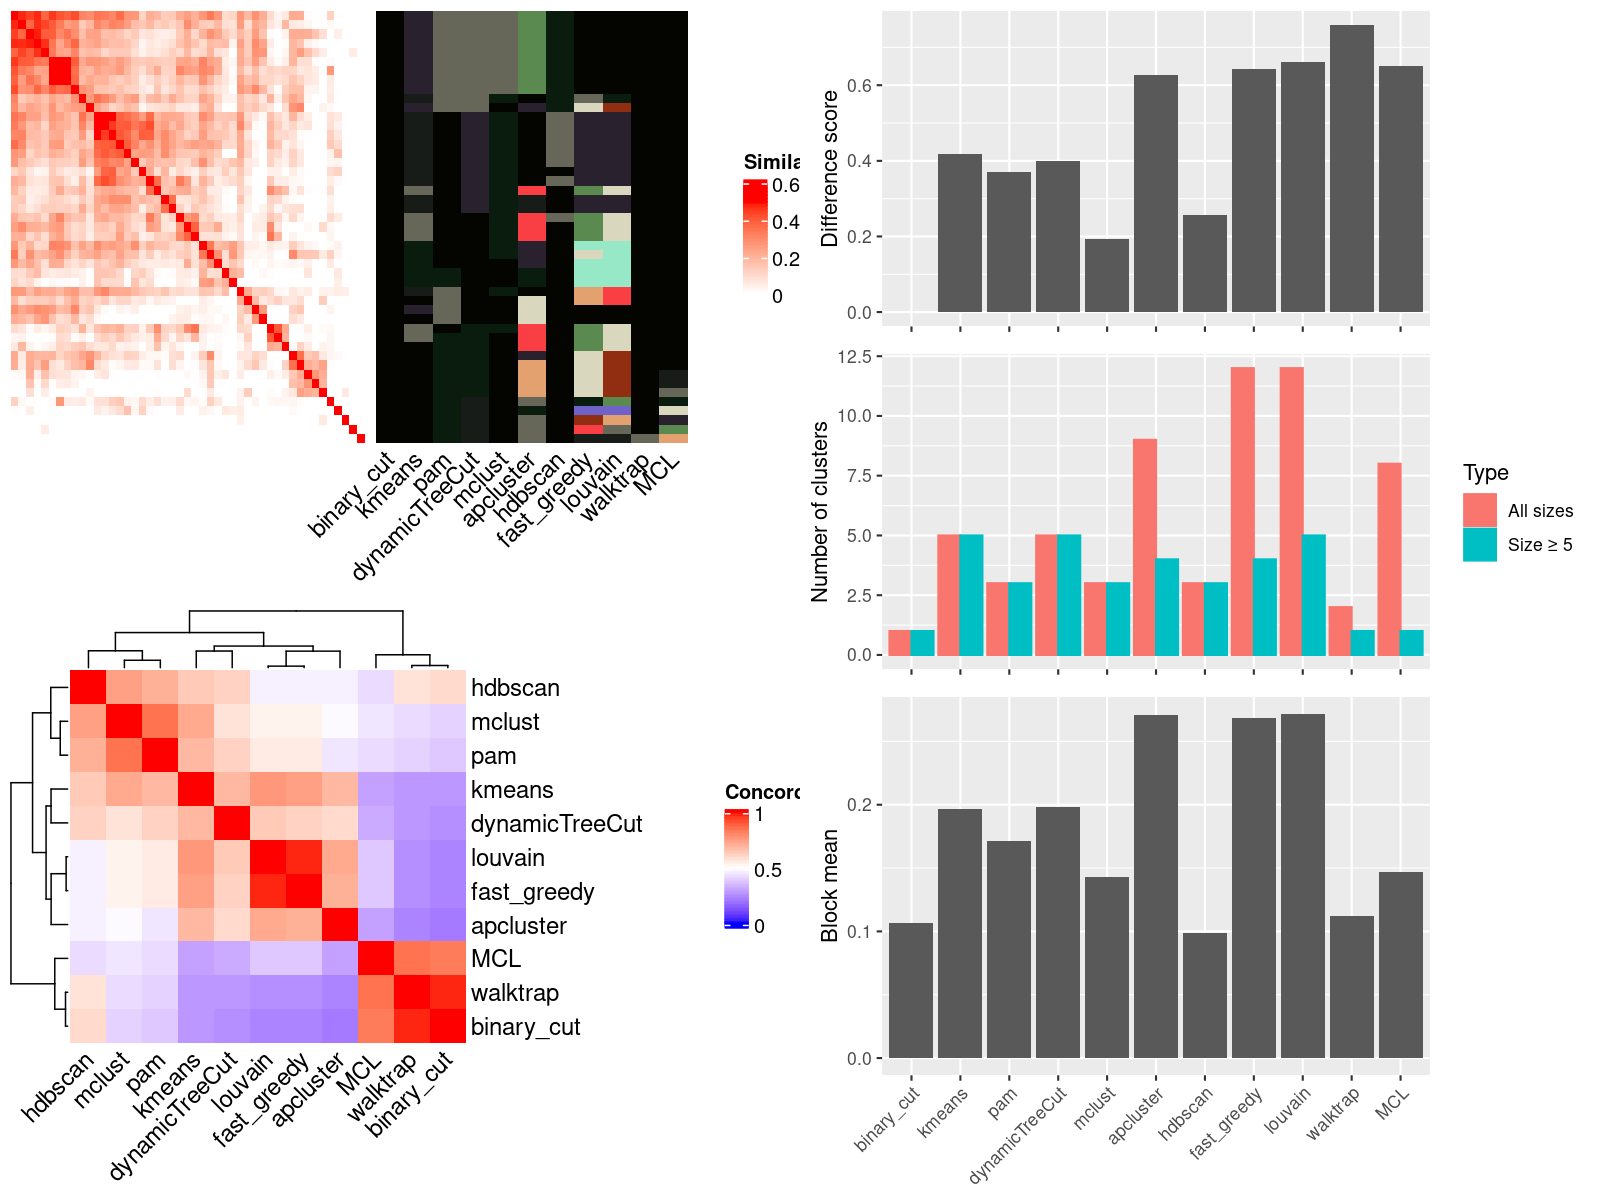 Simila
0.6
0.4
0.2
0
binary_cut
kmeans
pam
dynamicTreeCut
mclust
apcluster
hdbscan
fast_greedy
louvain
walktrap
MCL
Difference score
0.6
0.4
0.2
0.0
Number of clusters
12.5
10.0
7.5
5.0
2.5
0.0
Type
All sizes
Size ≥ 5
hdbscan
mclust
pam
kmeans
dynamicTreeCut
louvain
fast_greedy
apcluster
MCL
walktrap
binary_cut
hdbscan
mclust
pam
kmeans
dynamicTreeCut
louvain
fast_greedy
apcluster
MCL
walktrap
binary_cut
Concord
1
0.5
0
Block mean
0.2
0.1
0.0
binary_cut
kmeans
pam
dynamicTreeCut
mclust
apcluster
hdbscan
fast_greedy
louvain
walktrap
MCL